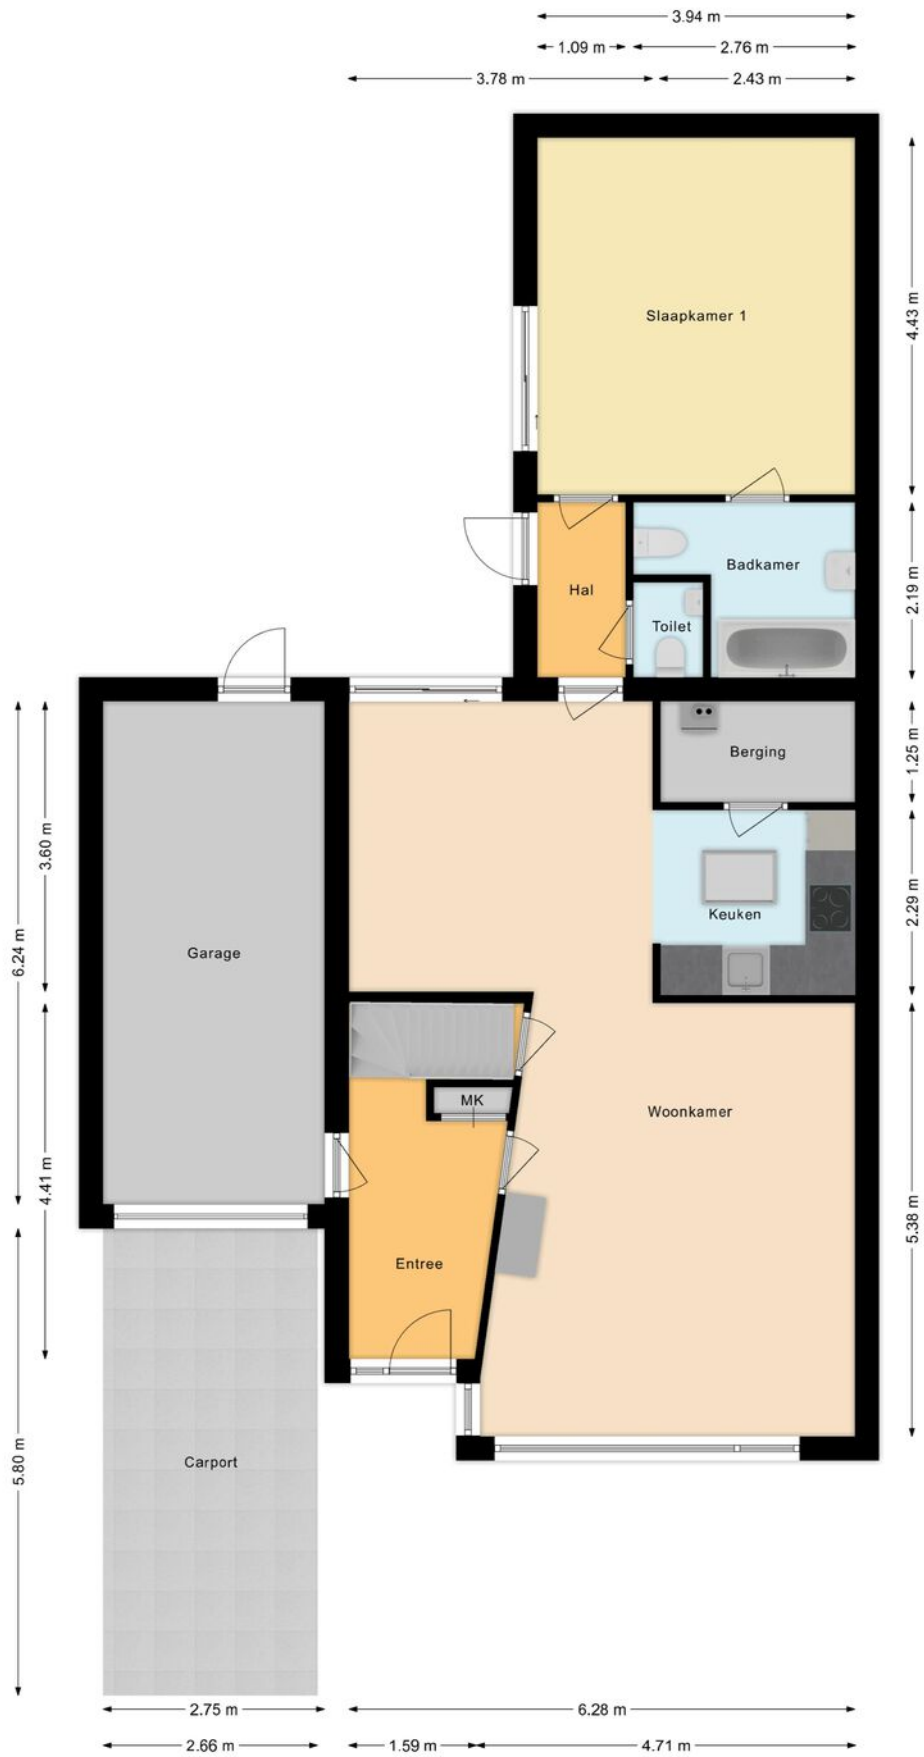 3.94 m
1.09 m
2.76 m
3.78 m
2.43 m
4.43 m
Slaapkamer 1
Badkamer
Hal
2.19 m
Toilet
1.25 m
Berging
3.60 m
2.29 m
Keuken
6.24 m
Garage
MK
Woonkamer
4.41 m
5.38 m
Entree
5.80 m
Carport
2.75 m
6.28 m
2.66 m
1.59 m
4.71 m